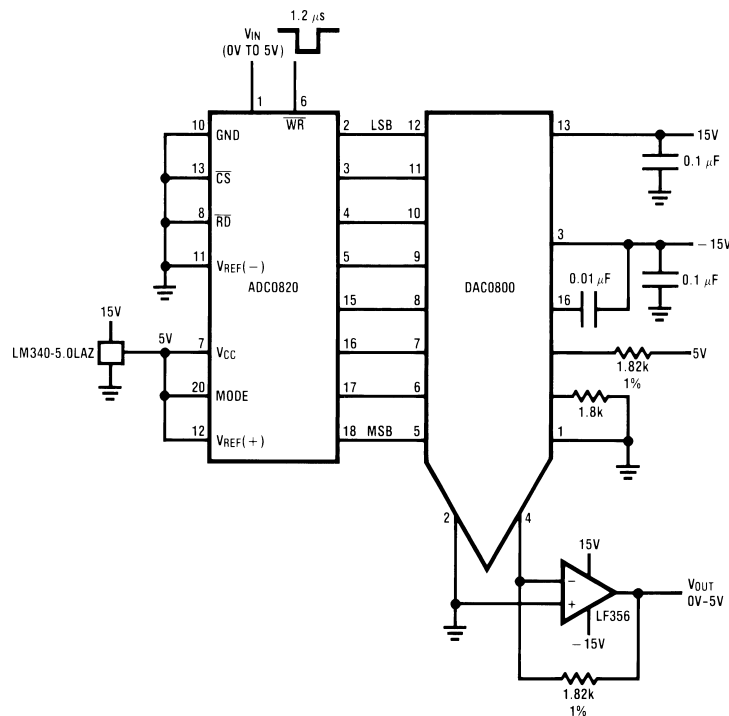 1.2 μs
VIN
(0V TO 5V)
1
6
WR
10
GND
2
LSB
12
13
15V
0.1 μF
13
CS
3
11
8
RD
4
10
3
−15V
11
VREF(−)
5
9
0.01 μF
0.1 μF
ADC0820
DAC0800
15
8
16
15V
LM340-5.0LAZ
5V
7
VCC
16
7
5V
1.82k
1%
20
MODE
17
6
1.8k
12
VREF(+)
18
MSB
5
1
2
4
15V
−
+
LF356
VOUT
0V−5V
−15V
1.82k
1%